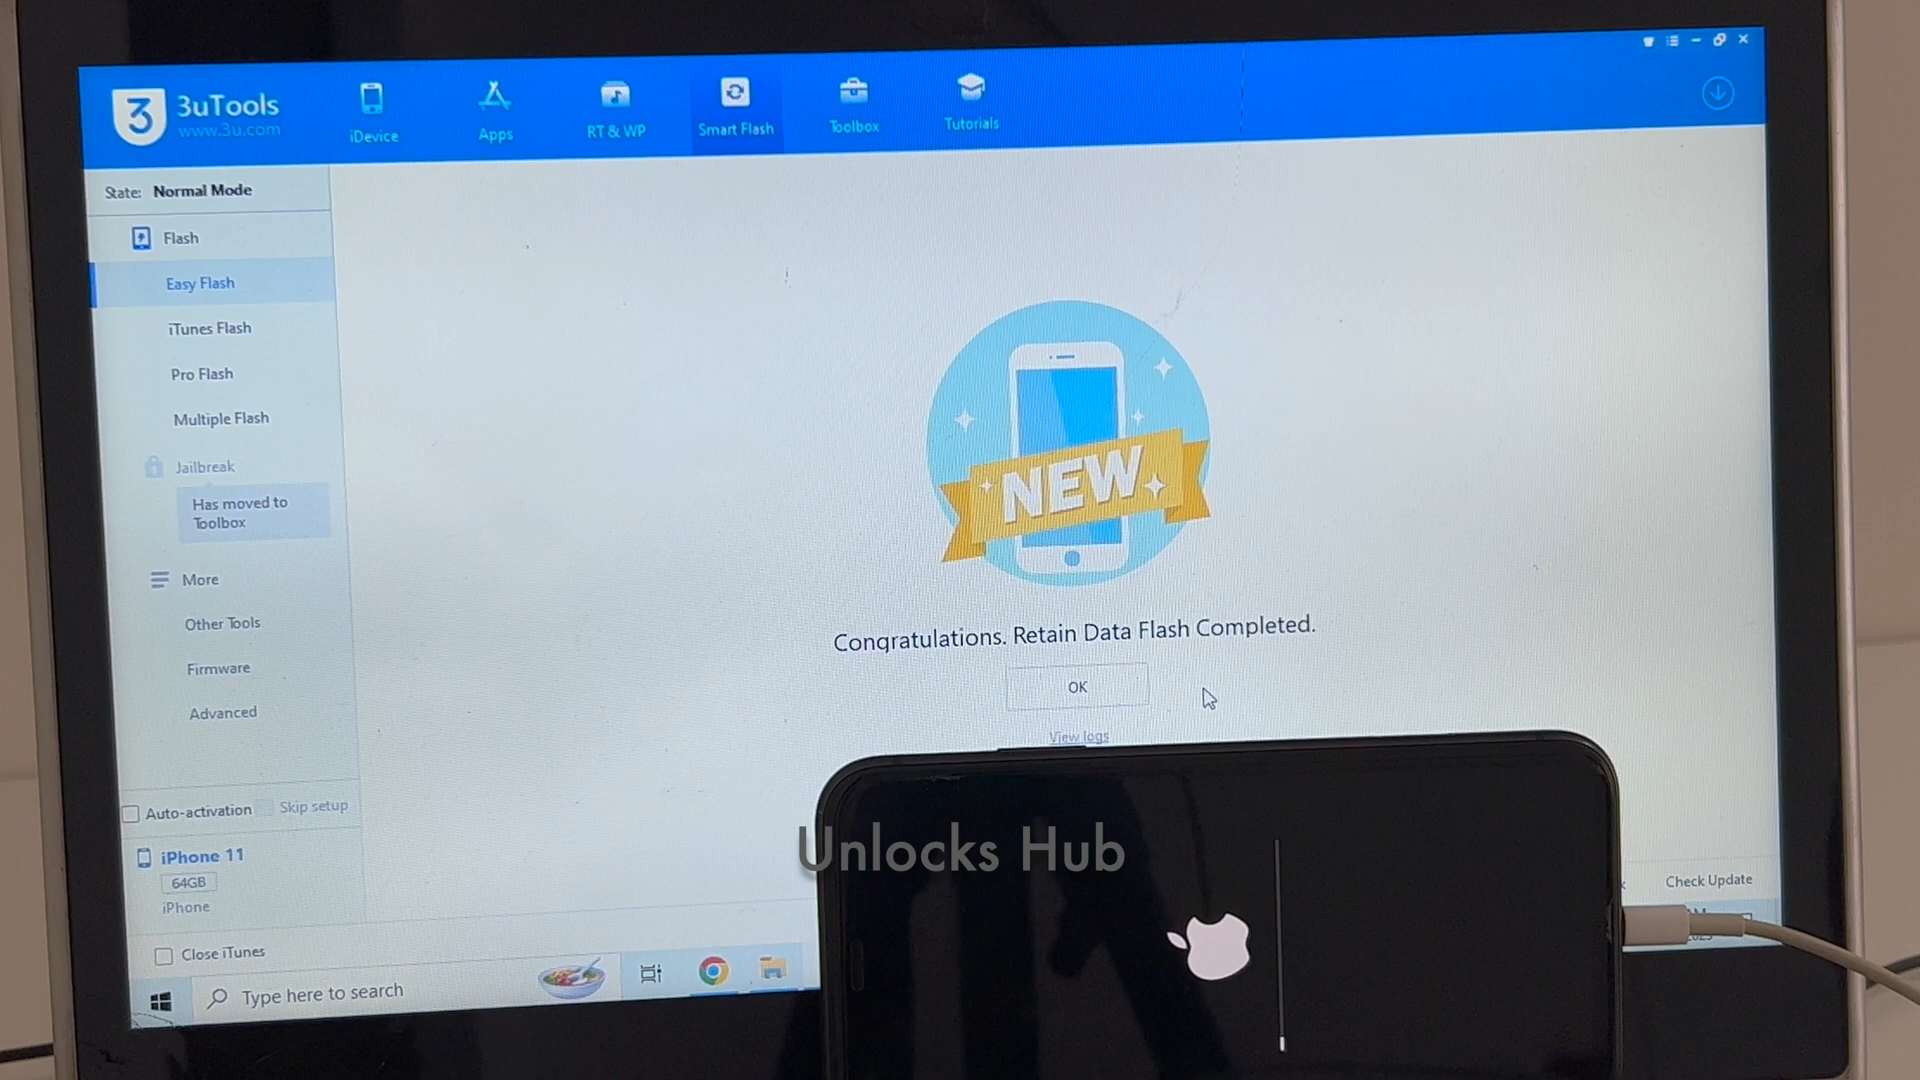 3 3uTools
www.3u.com
iDevice
Apps
RT & WP
Smart Flash
Toolbox
Tutorials
State: Normal Mode
Flash
Easy Flash
iTunes Flash
Pro Flash
Multiple Flash
Jailbreak
Has moved to
Toolbox
More
Other Tools
Firmware
Advanced
NEW
Congratulations. Retain Data Flash Completed.
OK
View logs
Auto-activation
Skip setup
iPhone 11
64GB
iPhone
Close iTunes
Check Update
Type here to search
Unlocks Hub